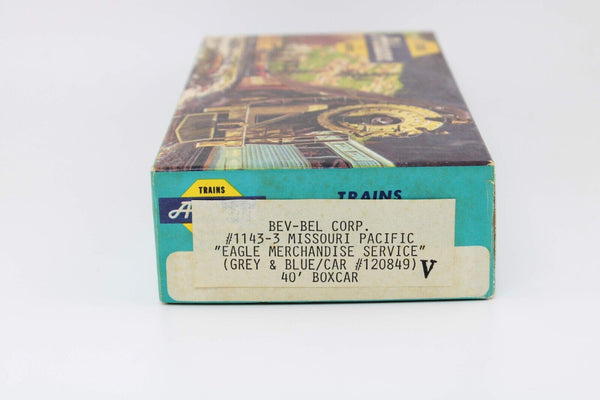 TRAINS
TRAINS
BEV-BEL CORP.
#1143-3 MISSOURI PACIFIC
"EAGLE MERCHANDISE SERVICE"
(GREY & BLUE/CAR #120849) V
40' BOXCAR